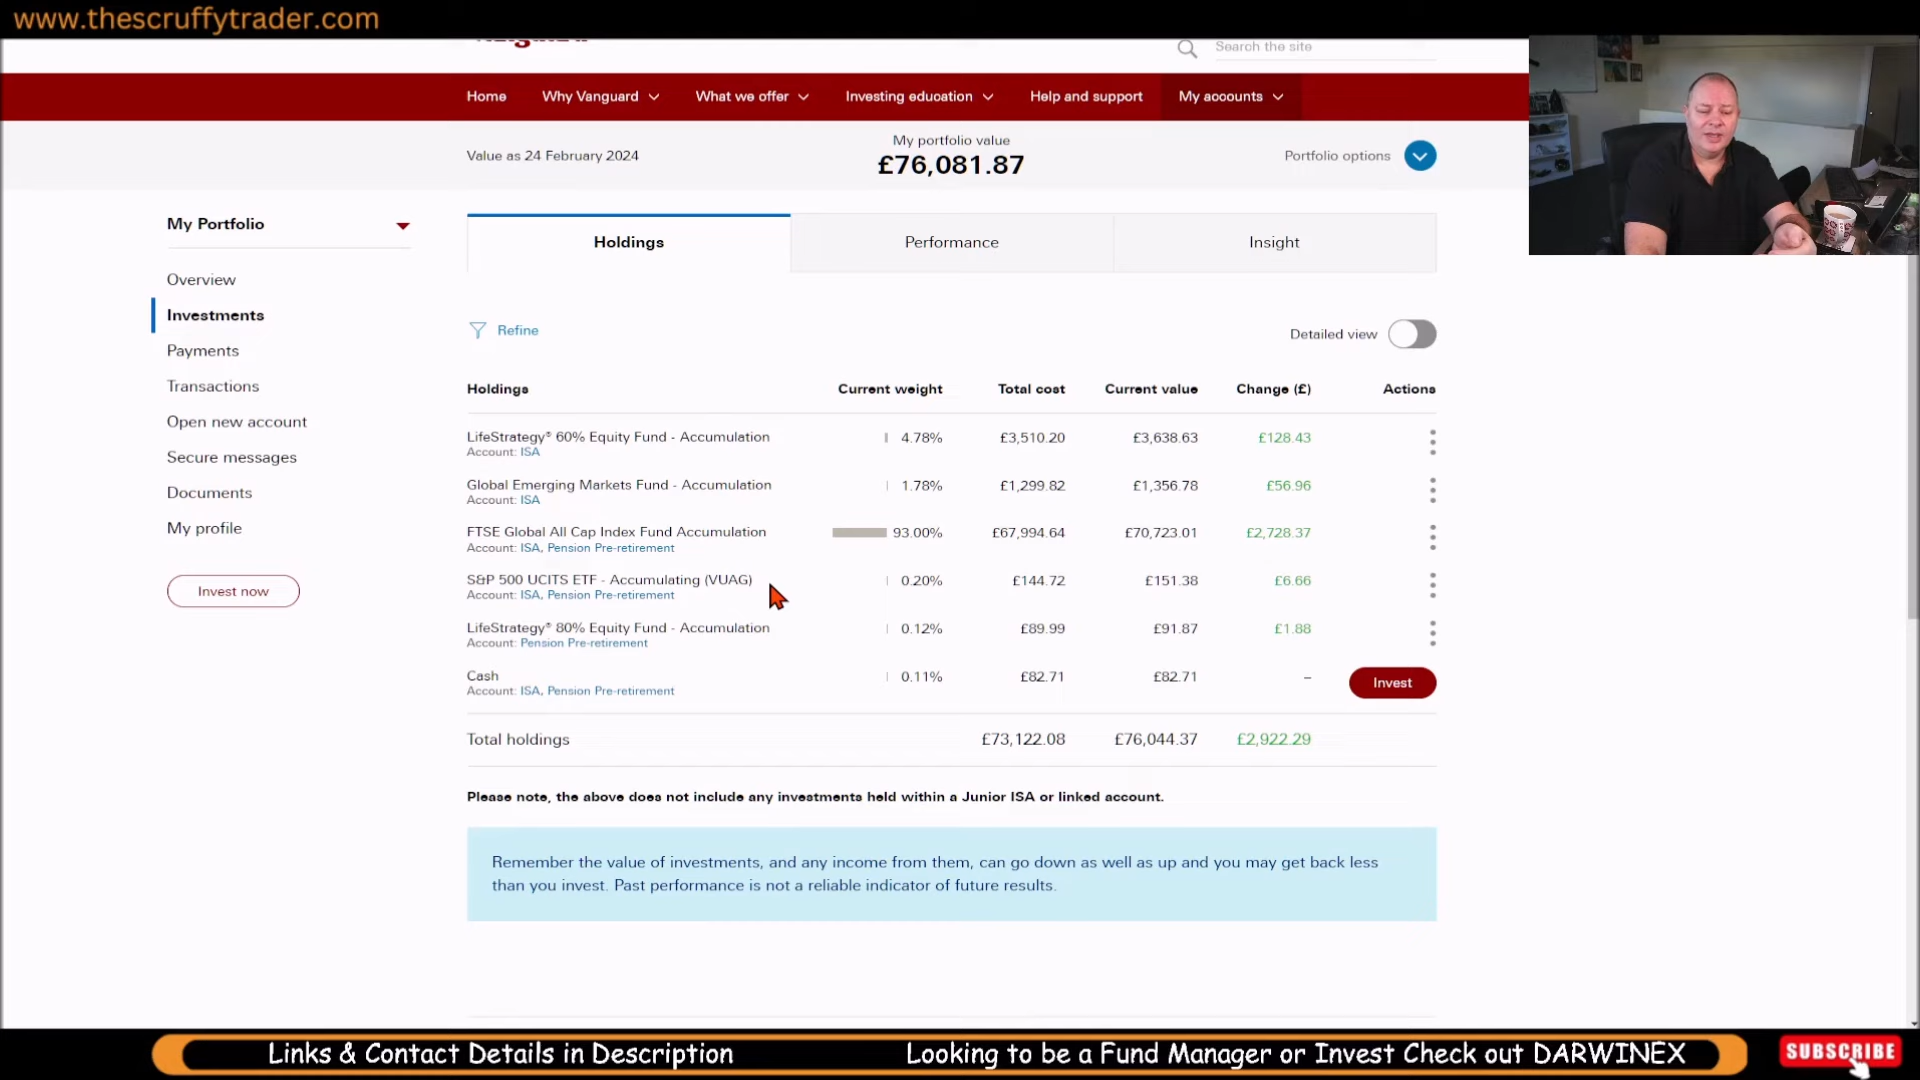 www.thescruffytrader.com
Search the site
Home Why Vanguard What we offer Investing education Help and support My accounts
Value as 24 February 2024
My portfolio value
£76,081.87
Portfolio options
My Portfolio
Overview
Investments
Payments
Transactions
Open new account
Secure messages
Documents
My profile
Invest now
Holdings Performance Insight
Refine
Detailed view
Holdings Current weight Total cost Current value Change (£) Actions
LifeStrategy® 60% Equity Fund - Accumulation 4.78% £3,510.20 £3,638.63 £128.43
Account: ISA
Global Emerging Markets Fund - Accumulation 1.78% £1,299.82 £1,356.78 £56.96
Account: ISA
FTSE Global All Cap Index Fund Accumulation 93.00% £67,994.64 £70,723.01 £2,728.37
Account: ISA, Pension Pre-retirement
S&P 500 UCITS ETF - Accumulating (VUAG) 0.20% £144.72 £151.38 £6.66
Account: ISA, Pension Pre-retirement
LifeStrategy® 80% Equity Fund - Accumulation 0.12% £89.99 £91.87 £1.88
Account: Pension Pre-retirement
Cash 0.11% £82.71 £82.71 –
Account: ISA, Pension Pre-retirement
Invest
Total holdings £73,122.08 £76,044.37 £2,922.29
Please note, the above does not include any investments held within a Junior ISA or linked account.
Remember the value of investments, and any income from them, can go down as well as up and you may get back less
than you invest. Past performance is not a reliable indicator of future results.
Links & Contact Details in Description Looking to be a Fund Manager or Invest Check out DARWINEX
SUBSCRIBE